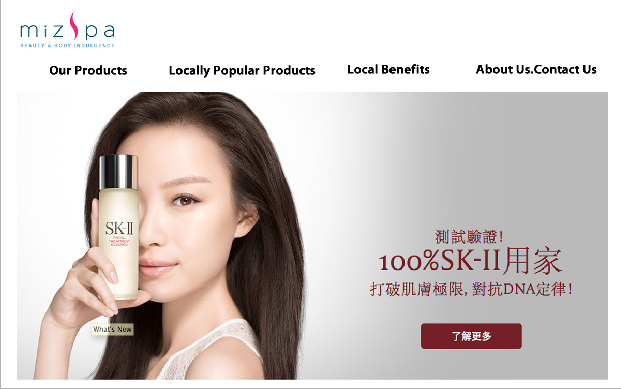 mizspa
BEAUTY & BODY INDULGENCE
Our Products
Locally Popular Products
Local Benefits
About Us.Contact Us
SK-II
FACIAL
TREATMENT
ESSENCE
What's New
測試驗證!
100%SK-II用家
打破肌膚極限, 對抗DNA定律!
了解更多